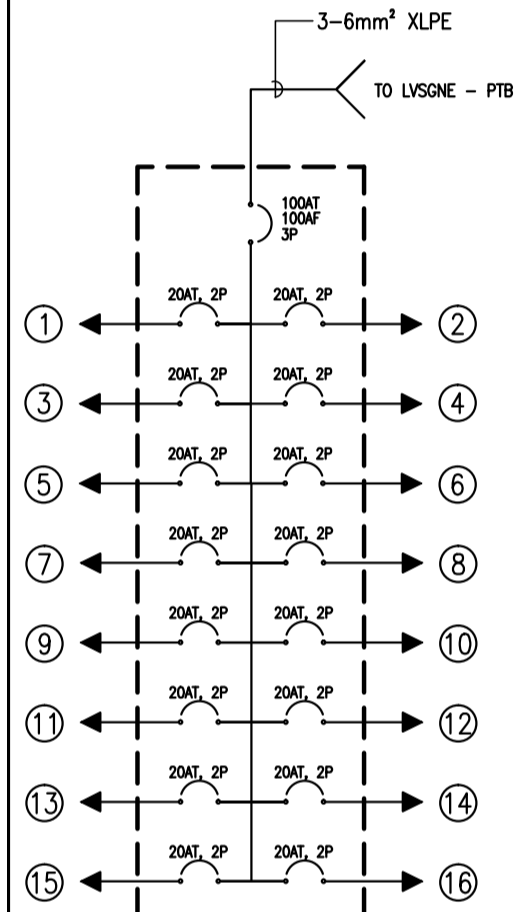 3-6mm² XLPE
TO LVSGNE - PTB
100AT
100AF
3P
20AT, 2P 20AT, 2P
1 2
20AT, 2P 20AT, 2P
3 4
20AT, 2P 20AT, 2P
5 6
20AT, 2P 20AT, 2P
7 8
20AT, 2P 20AT, 2P
9 10
20AT, 2P 20AT, 2P
11 12
20AT, 2P 20AT, 2P
13 14
20AT, 2P 20AT, 2P
15 16